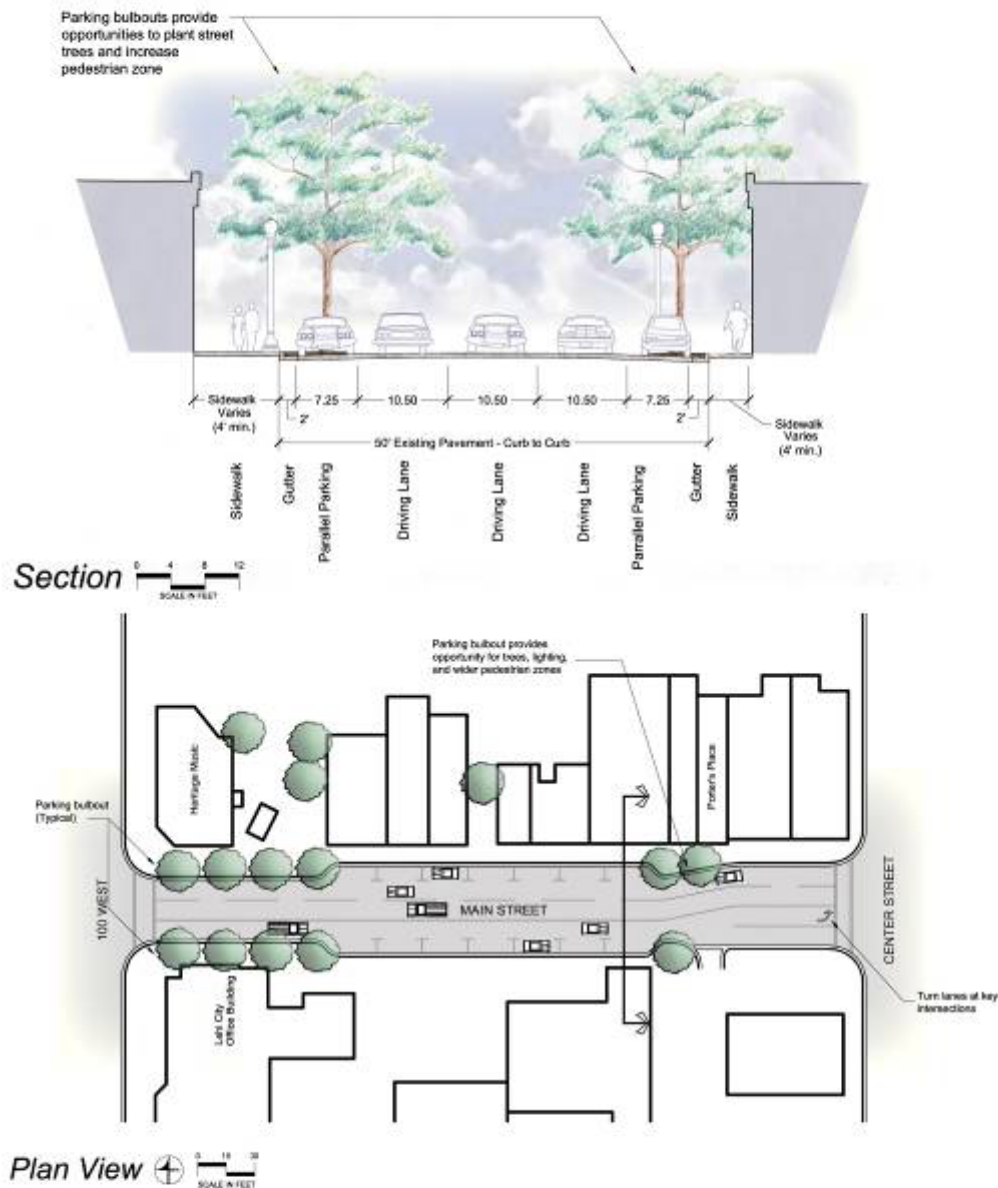 Parking bulbouts provide
opportunities to plant street
trees and increase
pedestrian zone
Sidewalk
Varies
(4' min.)
2'
7.25
10.50
10.50
10.50
7.25
2'
Sidewalk
Varies
(4' min.)
50' Existing Pavement - Curb to Curb
Sidewalk
Gutter
Parallel Parking
Driving Lane
Driving Lane
Driving Lane
Parrallel Parking
Gutter
Sidewalk
Section
0 4 8 12
SCALE IN FEET
Parking bulbout provides
opportunity for trees, lighting,
and wider pedestrian zones
Heritage Music
Porter's Place
Parking bulbout
(Typical)
100 WEST
MAIN STREET
CENTER STREET
Lehi City
Office Building
Turn lanes at key
intersections
Plan View
SCALE IN FEET